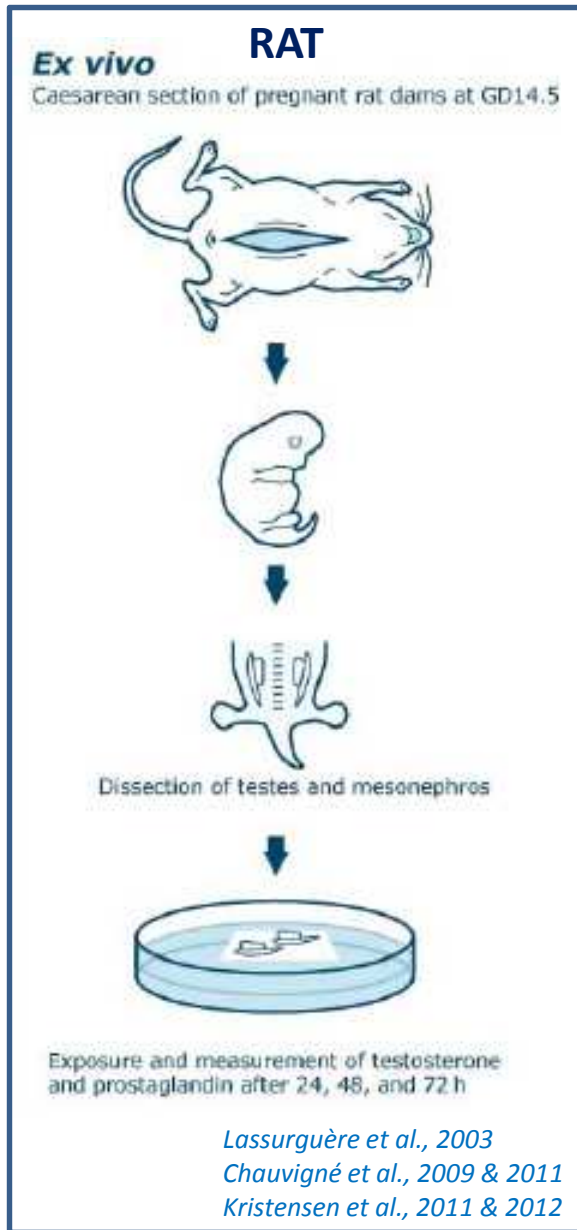 RAT
Ex vivo
Caesarean section of pregnant rat dams at GD14.5
Dissection of testes and mesonephros
Exposure and measurement of testosterone
and prostaglandin after 24, 48, and 72 h
Lassurguère et al., 2003
Chauvigné et al., 2009 & 2011
Kristensen et al., 2011 & 2012